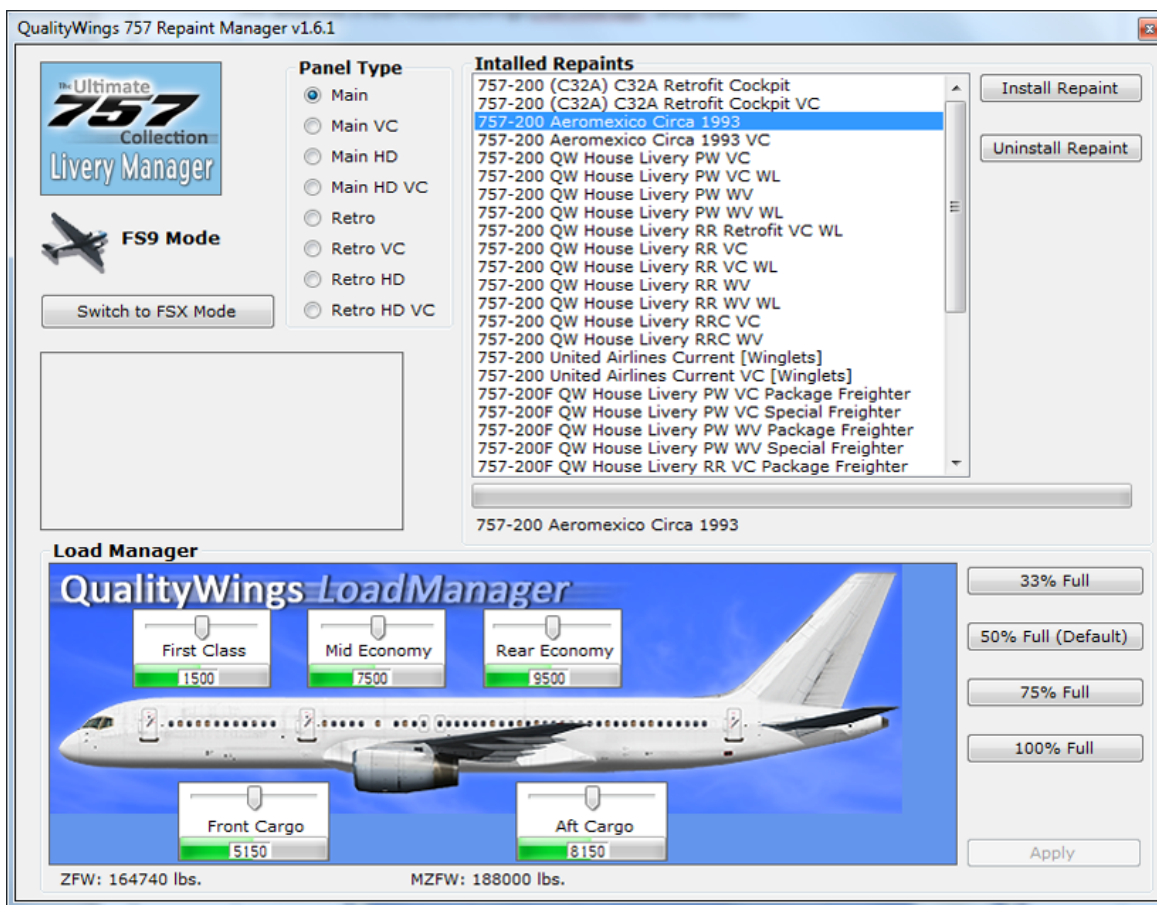 QualityWings 757 Repaint Manager v1.6.1
The Ultimate
757
Collection
Livery Manager
FS9 Mode
Switch to FSX Mode
Panel Type
Main
Main VC
Main HD
Main HD VC
Retro
Retro VC
Retro HD
Retro HD VC
Intalled Repaints
757-200 (C32A) C32A Retrofit Cockpit
757-200 (C32A) C32A Retrofit Cockpit VC
757-200 Aeromexico Circa 1993
757-200 Aeromexico Circa 1993 VC
757-200 QW House Livery PW VC
757-200 QW House Livery PW VC WL
757-200 QW House Livery PW WV
757-200 QW House Livery PW WV WL
757-200 QW House Livery RR Retrofit VC WL
757-200 QW House Livery RR VC
757-200 QW House Livery RR VC WL
757-200 QW House Livery RR WV
757-200 QW House Livery RR WV WL
757-200 QW House Livery RRC VC
757-200 QW House Livery RRC WV
757-200 United Airlines Current [Winglets]
757-200 United Airlines Current VC [Winglets]
757-200F QW House Livery PW VC Package Freighter
757-200F QW House Livery PW VC Special Freighter
757-200F QW House Livery PW WV Package Freighter
757-200F QW House Livery PW WV Special Freighter
757-200F QW House Livery RR VC Package Freighter
757-200 Aeromexico Circa 1993
Install Repaint
Uninstall Repaint
Load Manager
QualityWings LoadManager
First Class
1500
Mid Economy
7500
Rear Economy
9500
Front Cargo
5150
Aft Cargo
8150
ZFW: 164740 lbs.
MZFW: 188000 lbs.
33% Full
50% Full (Default)
75% Full
100% Full
Apply